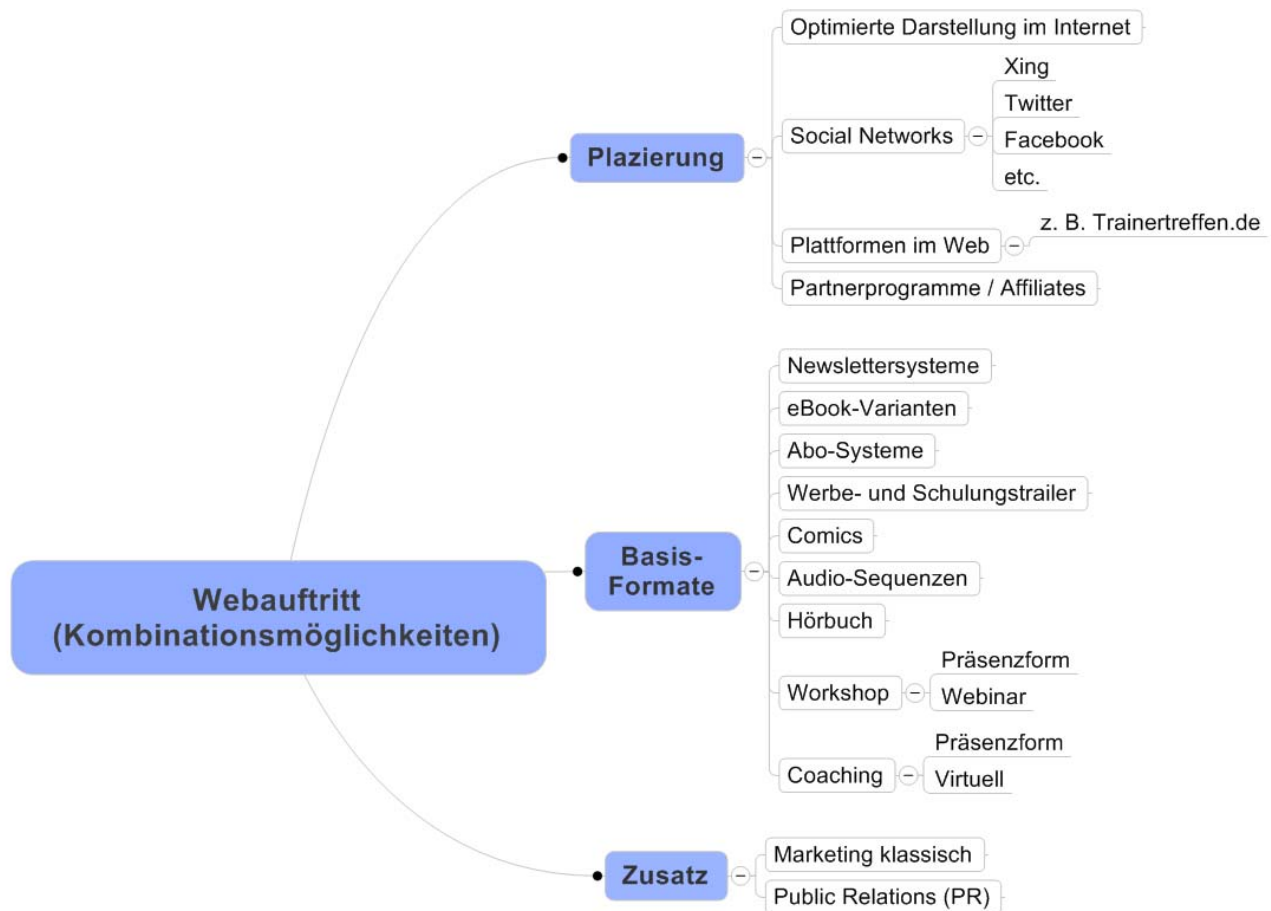 Optimierte Darstellung im Internet
Xing
Twitter
Social Networks
Facebook
etc.
Plazierung
z. B. Trainertreffen.de
Plattformen im Web
Partnerprogramme / Affiliates
Newslettersysteme
eBook-Varianten
Abo-Systeme
Werbe- und Schulungstrailer
Comics
Basis-
Formate
Audio-Sequenzen
Hörbuch
Webauftritt
(Kombinationsmöglichkeiten)
Präsenzform
Workshop
Webinar
Präsenzform
Coaching
Virtuell
Marketing klassisch
Zusatz
Public Relations (PR)